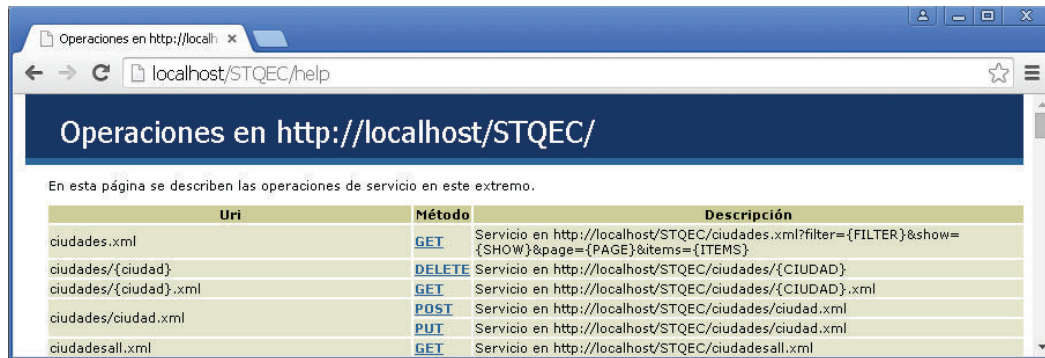 Operaciones en http://localh
localhost/STQEC/help
Operaciones en http://localhost/STQEC/
En esta página se describen las operaciones de servicio en este extremo.
Uri Método Descripción
ciudades.xml GET Servicio en http://localhost/STQEC/ciudades.xml?filter={FILTER}&show=
{SHOW}&page={PAGE}&items={ITEMS}
ciudades/{ciudad} DELETE Servicio en http://localhost/STQEC/ciudades/{CIUDAD}
ciudades/{ciudad}.xml GET Servicio en http://localhost/STQEC/ciudades/{CIUDAD}.xml
ciudades/ciudad.xml POST Servicio en http://localhost/STQEC/ciudades/ciudad.xml
PUT Servicio en http://localhost/STQEC/ciudades/ciudad.xml
ciudadesall.xml GET Servicio en http://localhost/STQEC/ciudadesall.xml